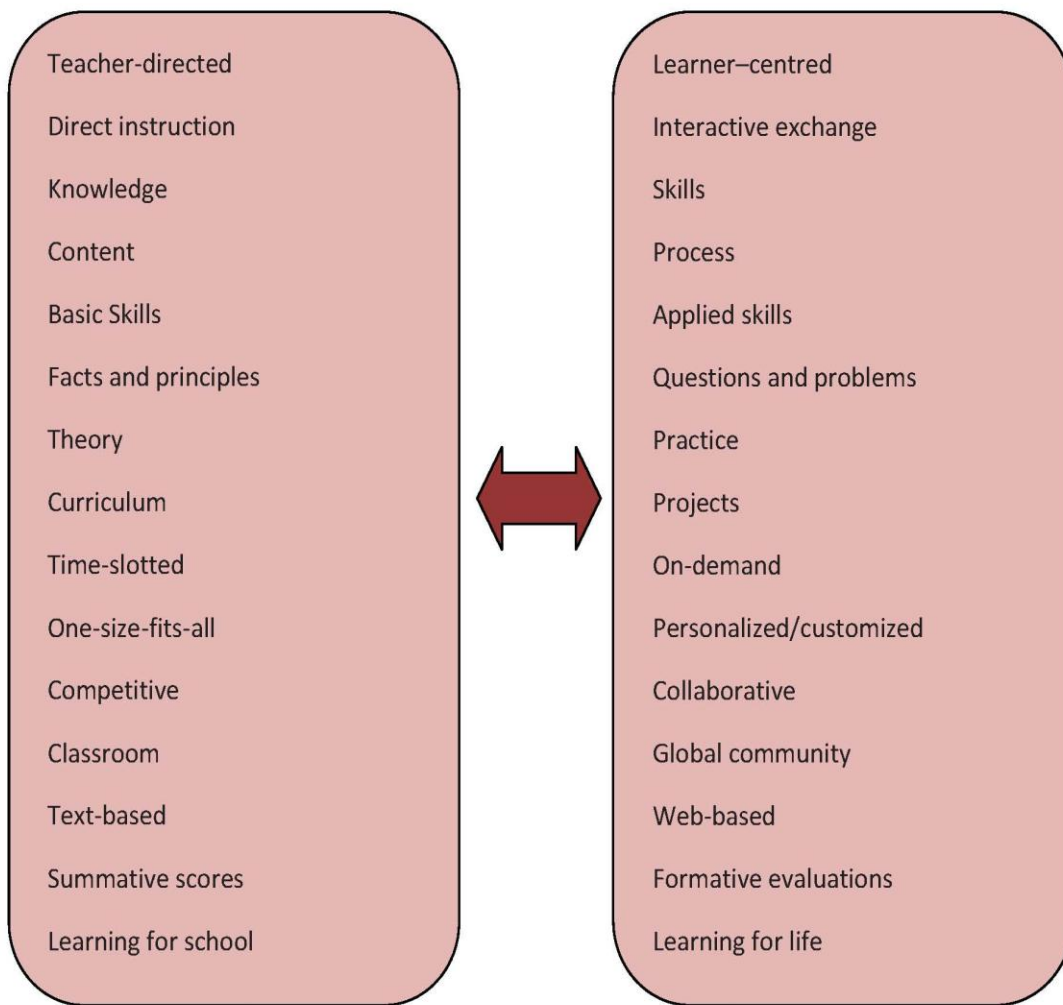 Teacher-directed
Direct instruction
Knowledge
Content
Basic Skills
Facts and principles
Theory
Curriculum
Time-slotted
One-size-fits-all
Competitive
Classroom
Text-based
Summative scores
Learning for school
Learner–centred
Interactive exchange
Skills
Process
Applied skills
Questions and problems
Practice
Projects
On-demand
Personalized/customized
Collaborative
Global community
Web-based
Formative evaluations
Learning for life